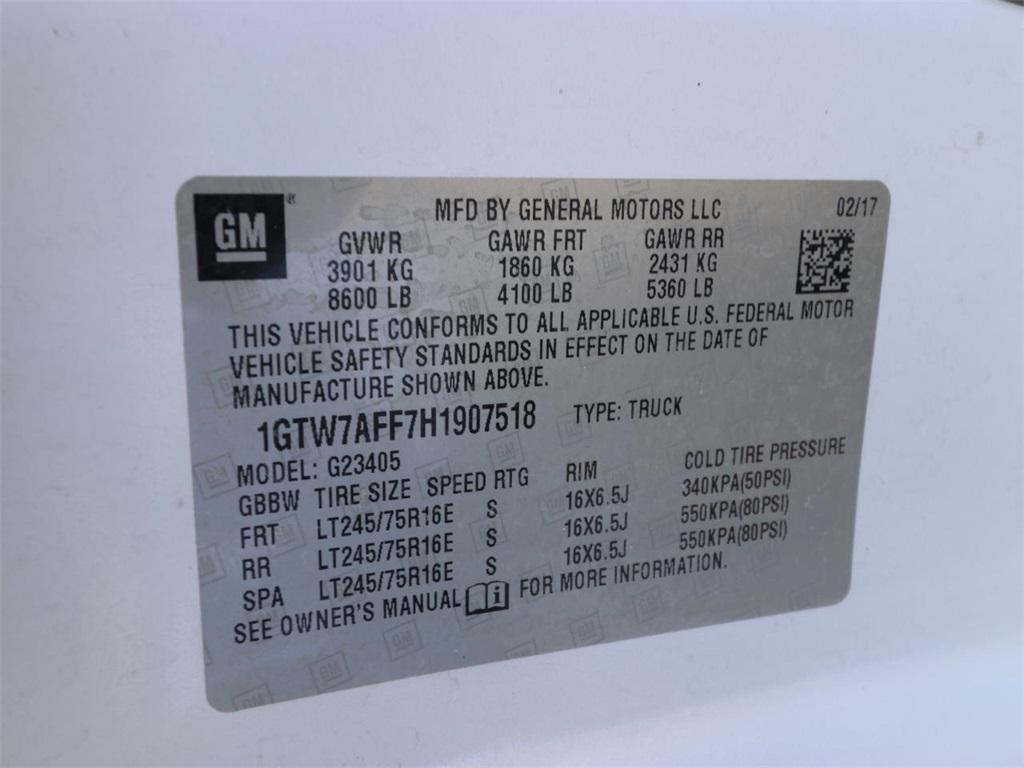 GM
MFD BY GENERAL MOTORS LLC 02/17
GVWR GAWR FRT GAWR RR
3901 KG 1860 KG 2431 KG
8600 LB 4100 LB 5360 LB
THIS VEHICLE CONFORMS TO ALL APPLICABLE U.S. FEDERAL MOTOR
VEHICLE SAFETY STANDARDS IN EFFECT ON THE DATE OF
MANUFACTURE SHOWN ABOVE.
1GTW7AFF7H1907518 TYPE: TRUCK
MODEL: G23405
GBBW TIRE SIZE SPEED RTG RIM COLD TIRE PRESSURE
FRT LT245/75R16E S 16X6.5J 340KPA(50PSI)
RR LT245/75R16E S 16X6.5J 550KPA(80PSI)
SPA LT245/75R16E S 16X6.5J 550KPA(80PSI)
SEE OWNER'S MANUAL i FOR MORE INFORMATION.